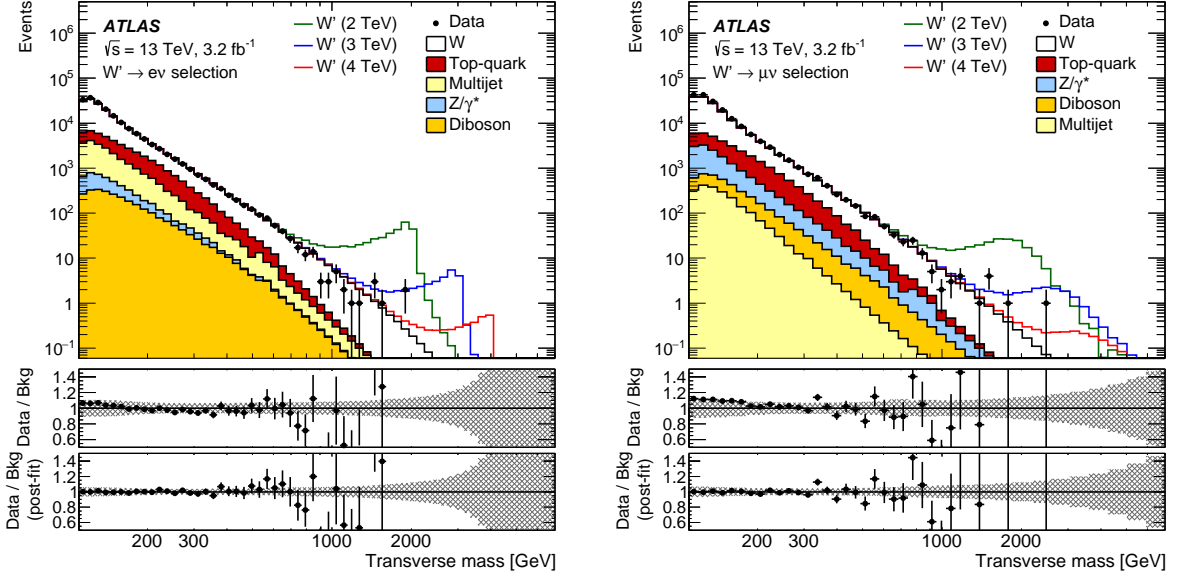 Events
10⁶
10⁵
10⁴
10³
10²
10
1
10⁻¹
ATLAS
√s = 13 TeV, 3.2 fb⁻¹
W' → eν selection
W' (2 TeV)
W' (3 TeV)
W' (4 TeV)
Data
W
Top-quark
Multijet
Z/γ*
Diboson
Data / Bkg
1.4
1.2
1
0.8
0.6
Data / Bkg
(post-fit)
1.4
1.2
1
0.8
0.6
200
300
1000
2000
Transverse mass [GeV]
Events
10⁶
10⁵
10⁴
10³
10²
10
1
10⁻¹
ATLAS
√s = 13 TeV, 3.2 fb⁻¹
W' → μν selection
W' (2 TeV)
W' (3 TeV)
W' (4 TeV)
Data
W
Top-quark
Z/γ*
Diboson
Multijet
Data / Bkg
1.4
1.2
1
0.8
0.6
Data / Bkg
(post-fit)
1.4
1.2
1
0.8
0.6
200
300
1000
2000
Transverse mass [GeV]